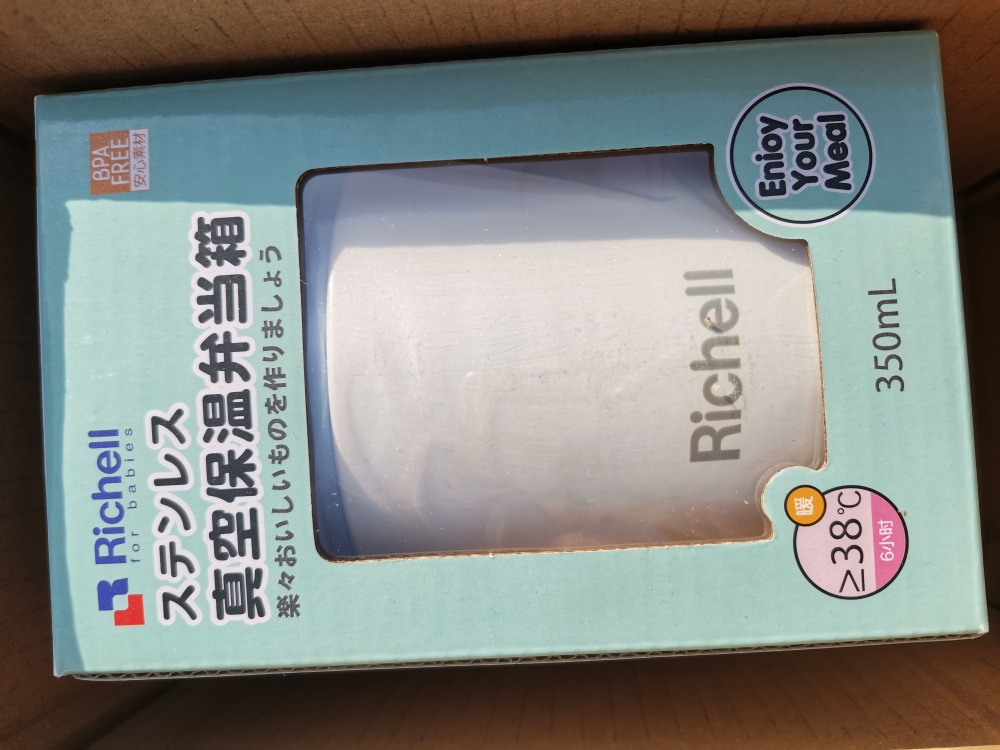 Richell
for babies
BPA
FREE
安心素材
ステンレス
真空保温弁当箱
楽々おいしいものを作りましょう
Richell
Enjoy
Your
Meal
暖
≥38℃
6小时
350mL